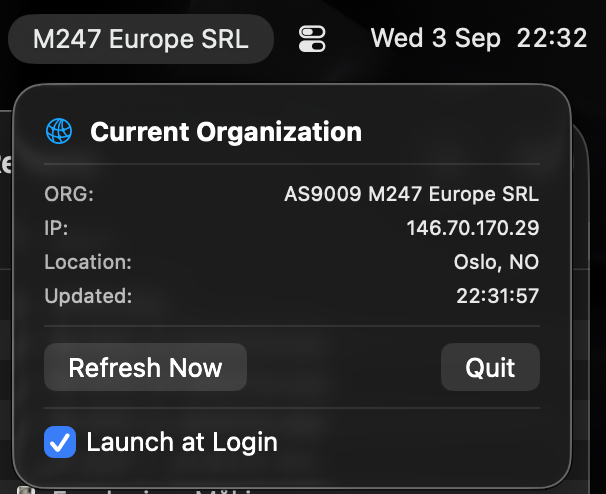 M247 Europe SRL
Wed 3 Sep 22:32
Current Organization
ORG: AS9009 M247 Europe SRL
IP: 146.70.170.29
Location: Oslo, NO
Updated: 22:31:57
Refresh Now Quit
Launch at Login